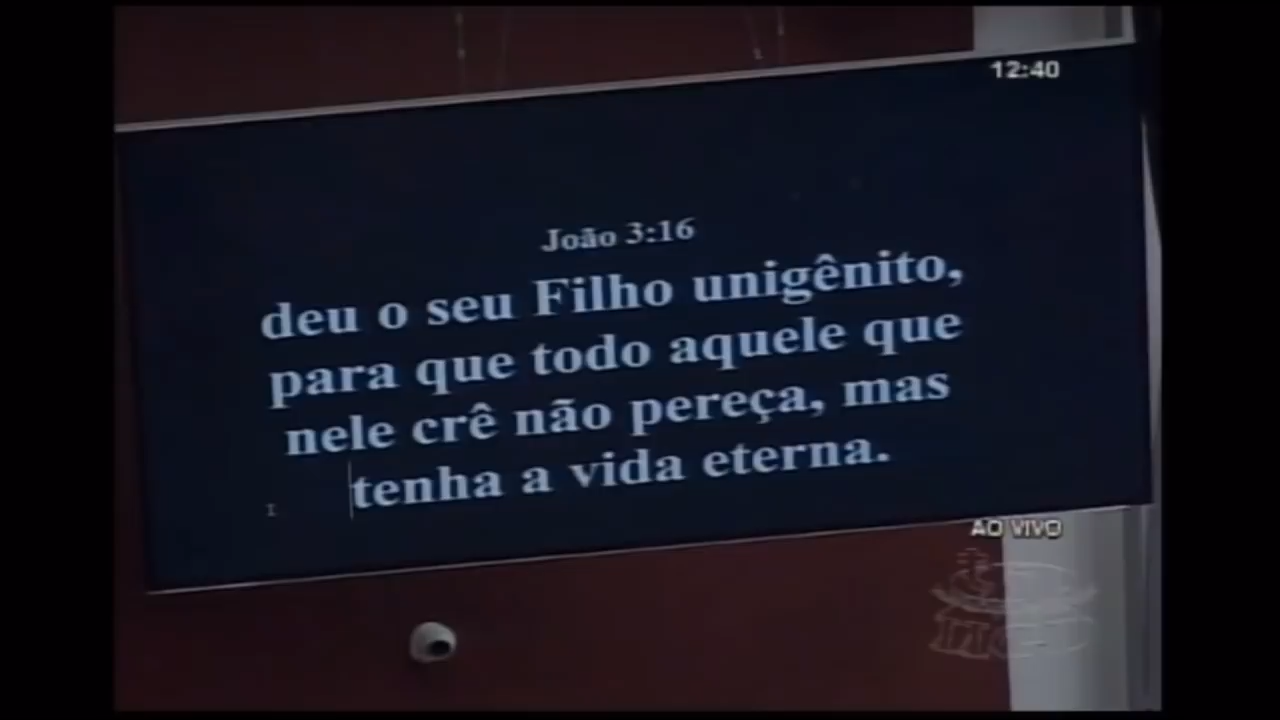 12:40
João 3:16
deu o seu Filho unigênito,
para que todo aquele que
nele crê não pereça, mas
tenha a vida eterna.
AO VIVO